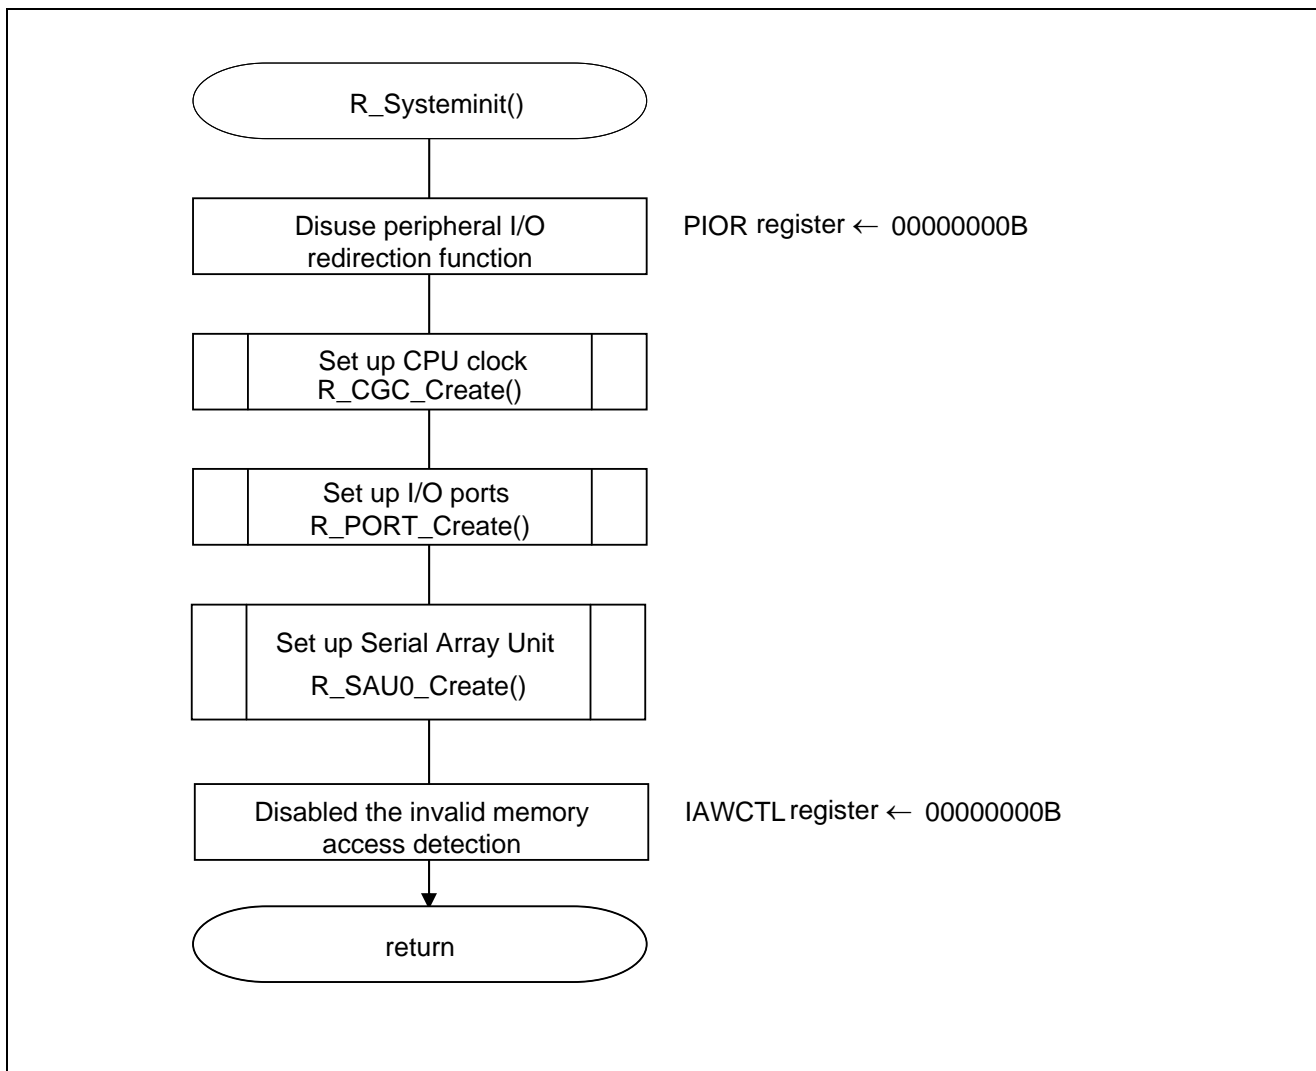 R_Systeminit()
Disuse peripheral I/O
redirection function
PIOR register ← 00000000B
Set up CPU clock
R_CGC_Create()
Set up I/O ports
R_PORT_Create()
Set up Serial Array Unit
R_SAU0_Create()
Disabled the invalid memory
access detection
IAWCTL register ← 00000000B
return